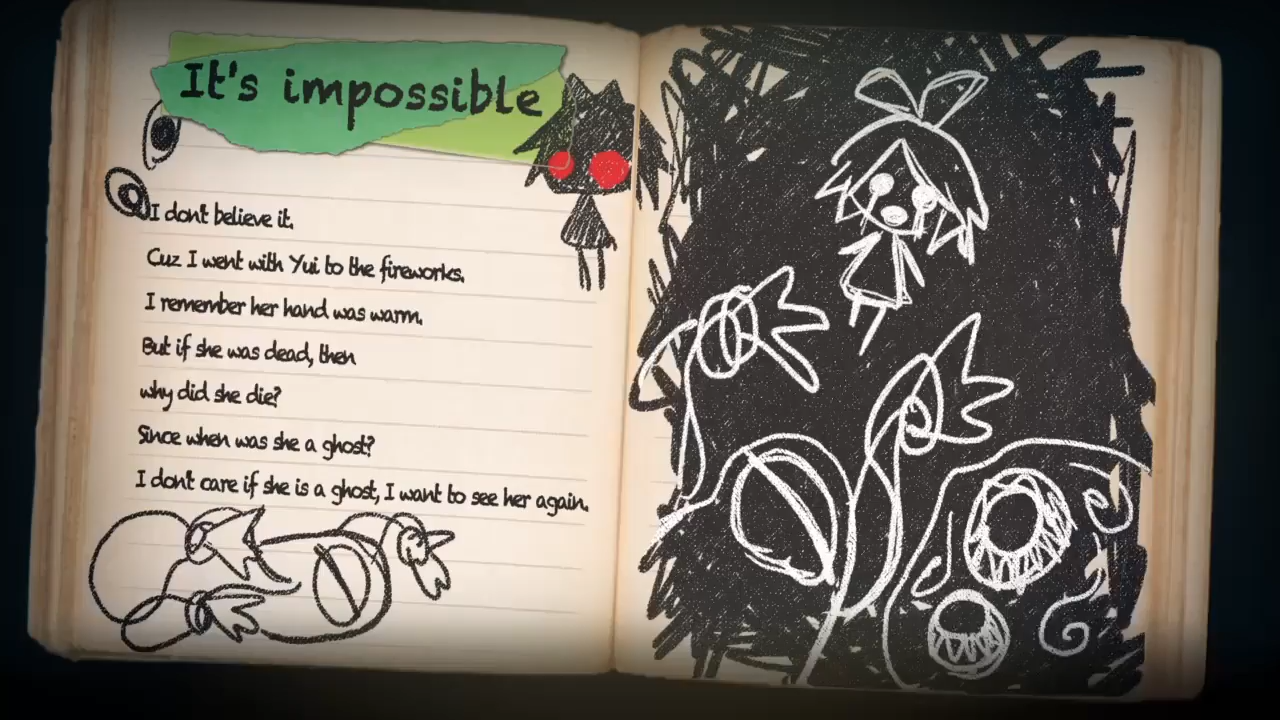 It's impossible
I don't believe it.
Cuz I went with Yui to the fireworks.
I remember her hand was warm.
But if she was dead, then
why did she die?
Since when was she a ghost?
I don't care if she is a ghost, I want to see her again.